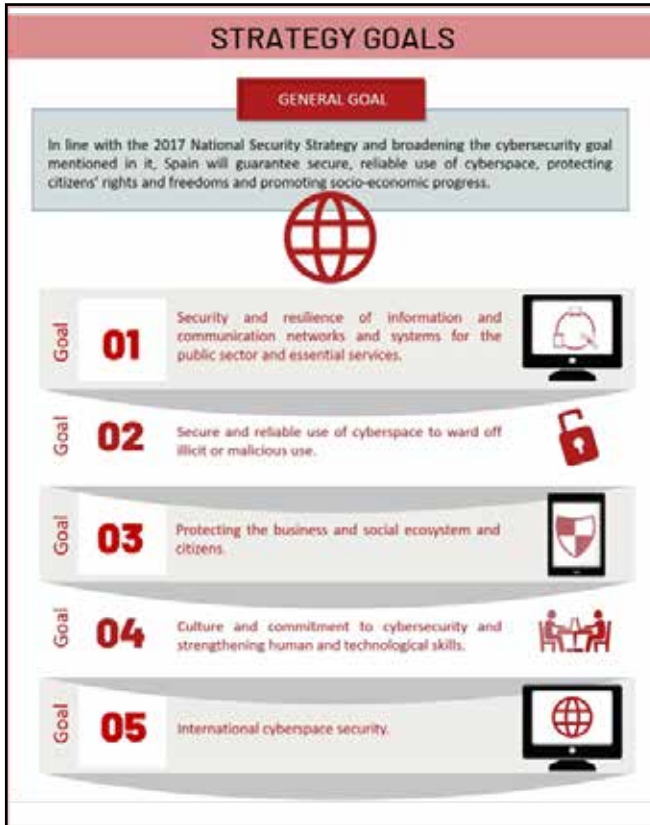 STRATEGY GOALS
GENERAL GOAL
In line with the 2017 National Security Strategy and broadening the cybersecurity goal
mentioned in it, Spain will guarantee secure, reliable use of cyberspace, protecting
citizens' rights and freedoms and promoting socio-economic progress.
Goal
01
Security and resilience of information and
communication networks and systems for the
public sector and essential services.
Goal
02
Secure and reliable use of cyberspace to ward off
illicit or malicious use.
Goal
03
Protecting the business and social ecosystem and
citizens.
Goal
04
Culture and commitment to cybersecurity and
strengthening human and technological skills.
Goal
05
International cyberspace security.